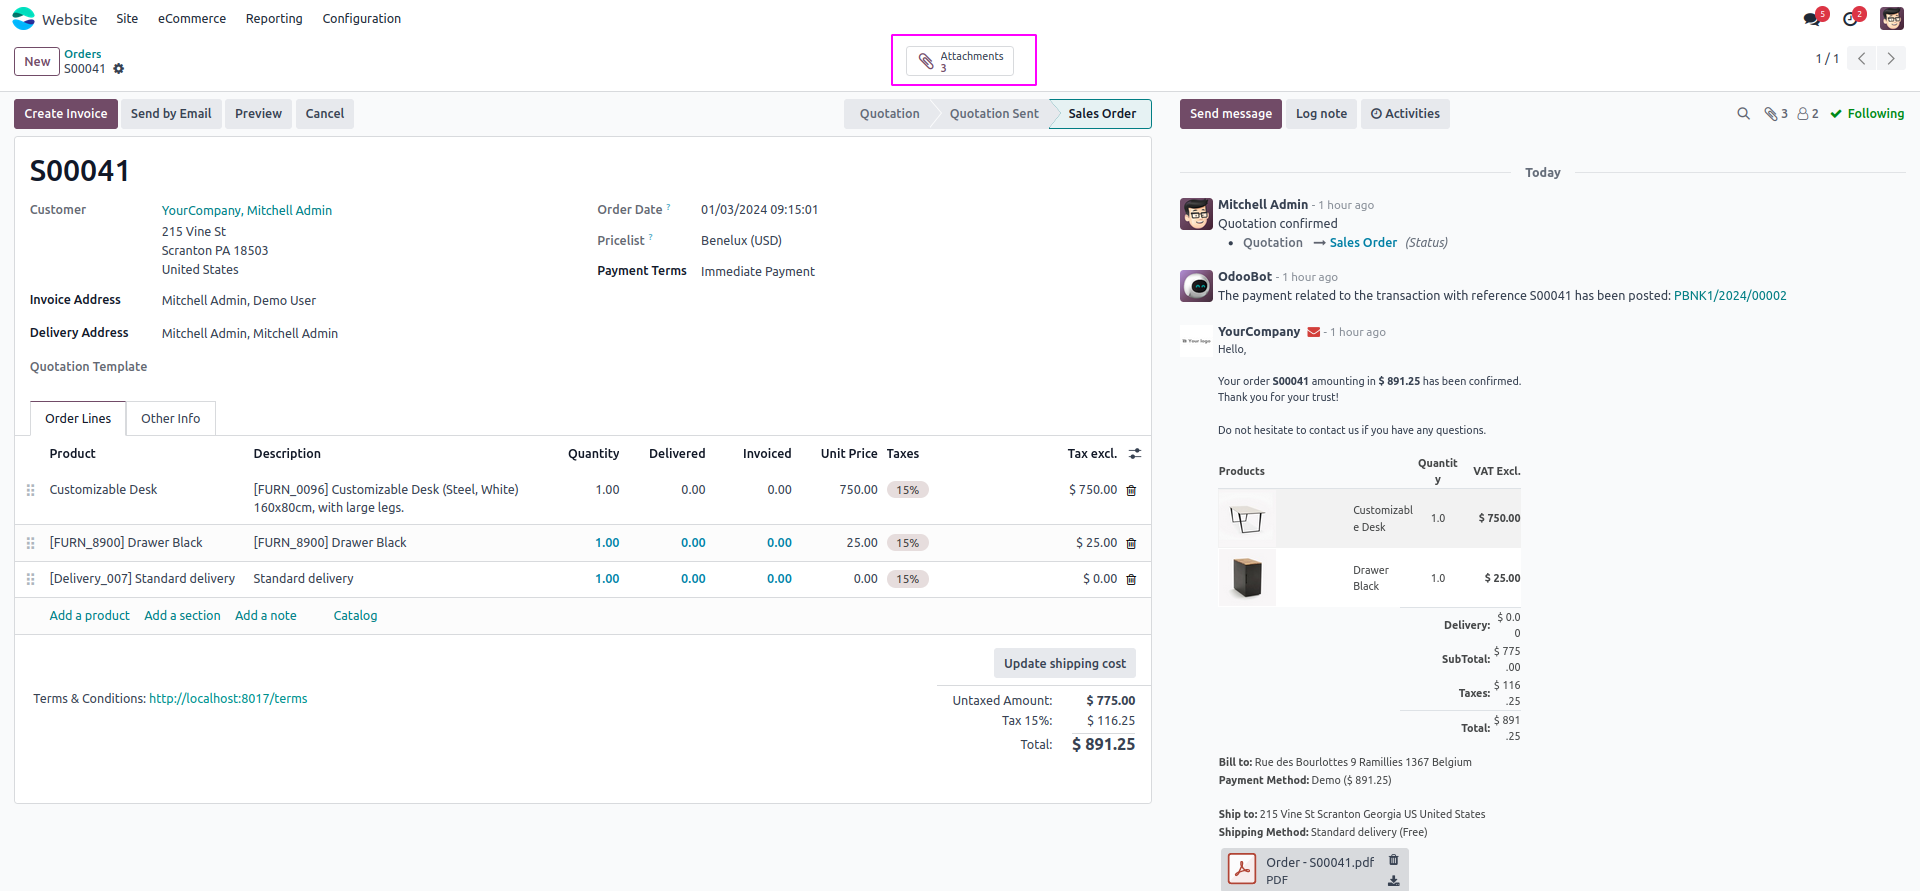 Website Site eCommerce Reporting Configuration 5 2
New Orders
S00041
Attachments
3
1 / 1
Create Invoice Send by Email Preview Cancel Quotation Quotation Sent Sales Order
Send message Log note Activities 3 2 Following
S00041
Customer YourCompany, Mitchell Admin
215 Vine St
Scranton PA 18503
United States
Order Date ? 01/03/2024 09:15:01
Pricelist ? Benelux (USD)
Payment Terms Immediate Payment
Invoice Address Mitchell Admin, Demo User
Delivery Address Mitchell Admin, Mitchell Admin
Quotation Template
Order Lines Other Info
Product Description Quantity Delivered Invoiced Unit Price Taxes Tax excl.
Customizable Desk [FURN_0096] Customizable Desk (Steel, White) 1.00 0.00 0.00 750.00 15% $ 750.00
160x80cm, with large legs.
[FURN_8900] Drawer Black [FURN_8900] Drawer Black 1.00 0.00 0.00 25.00 15% $ 25.00
[Delivery_007] Standard delivery Standard delivery 1.00 0.00 0.00 0.00 15% $ 0.00
Add a product Add a section Add a note Catalog
Update shipping cost
Terms & Conditions: http://localhost:8017/terms
Untaxed Amount: $ 775.00
Tax 15%: $ 116.25
Total: $ 891.25
Today
Mitchell Admin - 1 hour ago
Quotation confirmed
• Quotation → Sales Order (Status)
OdooBot - 1 hour ago
The payment related to the transaction with reference S00041 has been posted: PBNK1/2024/00002
Your logo
YourCompany - 1 hour ago
Hello,
Your order S00041 amounting in $ 891.25 has been confirmed.
Thank you for your trust!
Do not hesitate to contact us if you have any questions.
Products Quantit VAT Excl.
y
Customizabl 1.0 $ 750.00
e Desk
Drawer 1.0 $ 25.00
Black
Delivery: $ 0.0
0
SubTotal: $ 775
.00
Taxes: $ 116
.25
Total: $ 891
.25
Bill to: Rue des Bourlottes 9 Ramillies 1367 Belgium
Payment Method: Demo ($ 891.25)
Ship to: 215 Vine St Scranton Georgia US United States
Shipping Method: Standard delivery (Free)
Order - S00041.pdf
PDF